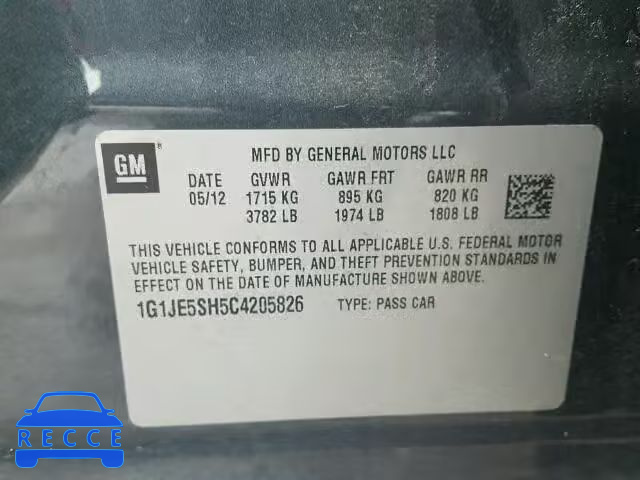 GM
®
MFD BY GENERAL MOTORS LLC
DATE GVWR GAWR FRT GAWR RR
05/12 1715 KG 895 KG 820 KG
3782 LB 1974 LB 1808 LB
THIS VEHICLE CONFORMS TO ALL APPLICABLE U.S. FEDERAL MOTOR
VEHICLE SAFETY, BUMPER, AND THEFT PREVENTION STANDARDS IN
EFFECT ON THE DATE OF MANUFACTURE SHOWN ABOVE.
1G1JE5SH5C4205826 TYPE: PASS CAR
RECCE